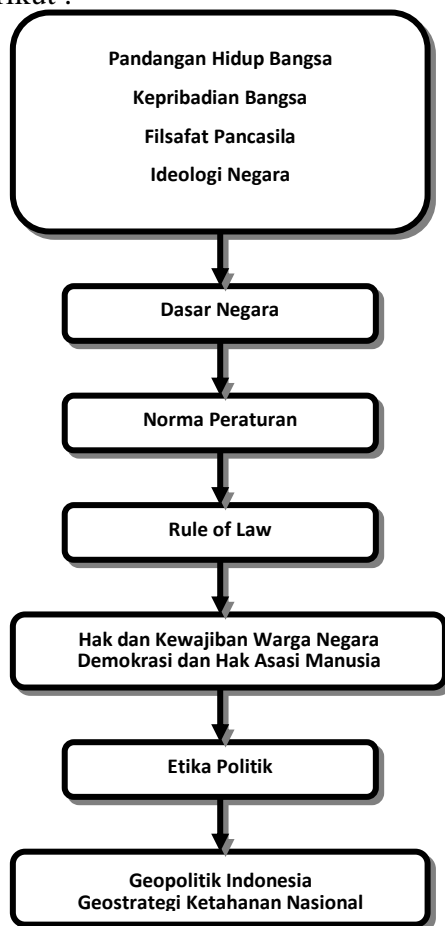 Pandangan Hidup Bangsa
Kepribadian Bangsa
Filsafat Pancasila
Ideologi Negara
Dasar Negara
Norma Peraturan
Rule of Law
Hak dan Kewajiban Warga Negara
Demokrasi dan Hak Asasi Manusia
Etika Politik
Geopolitik Indonesia
Geostrategi Ketahanan Nasional